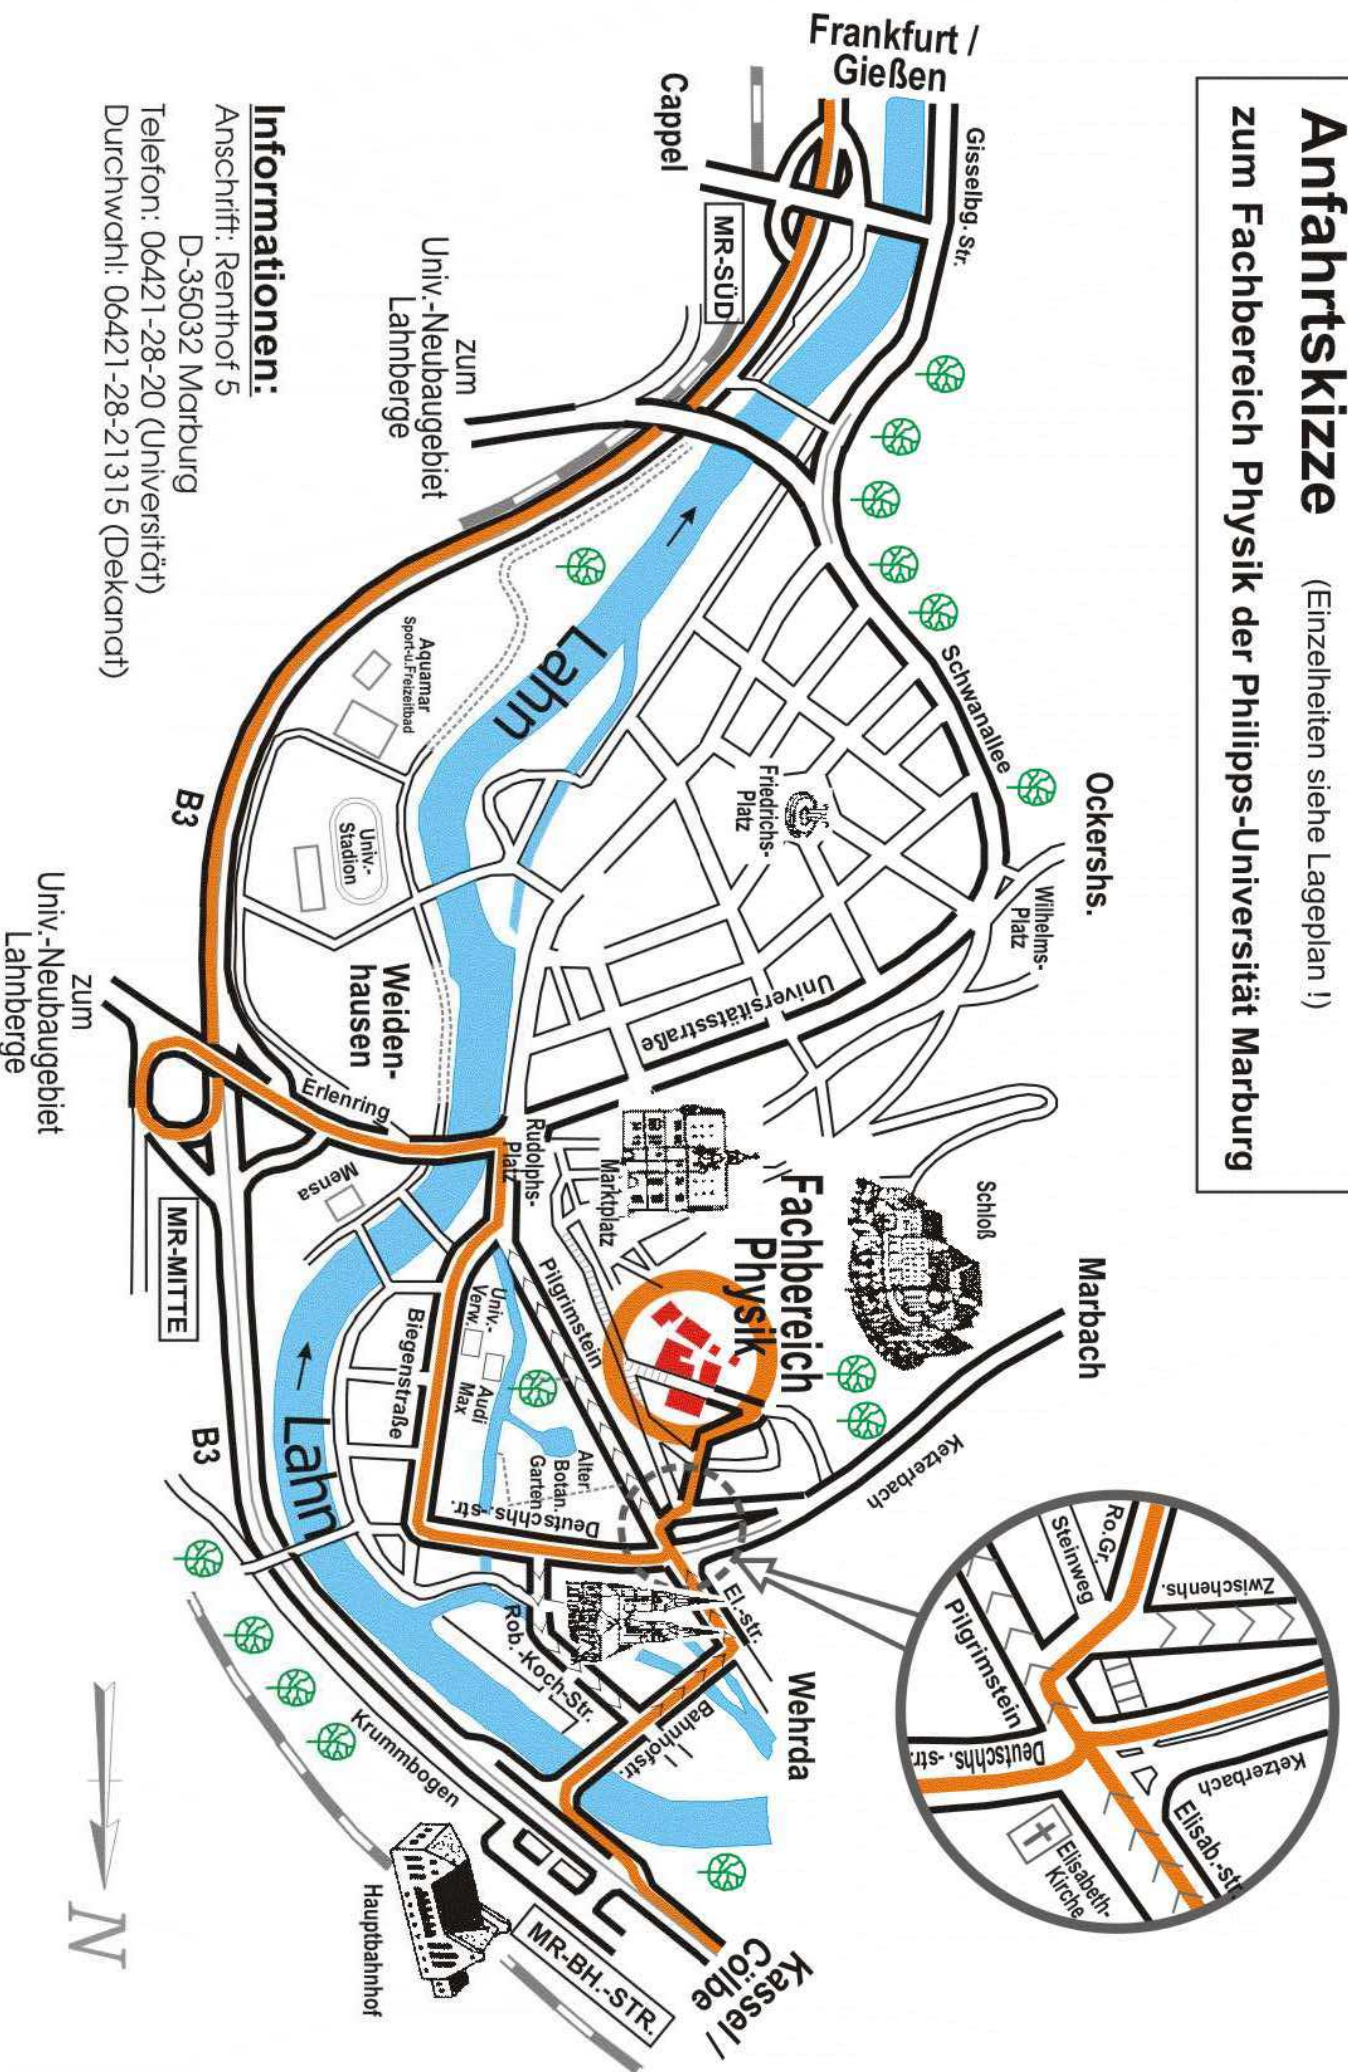 Anfahrtskizze (Einzelheiten siehe Lageplan !)
zum Fachbereich Physik der Philipps-Universität Marburg
Frankfurt /
Gießen
Gisselbg. Str.
Cappel
MR-SÜD
zum
Univ.-Neubaugebiet
Lahnberge
Informationen:
Anschrift: Renthof 5
D-35032 Marburg
Telefon: 06421-28-20 (Universität)
Durchwahl: 06421-28-21315 (Dekanat)
Schwanallee
Ockershs.
Wilhelms-
Platz
Friedrichs-
Platz
Lahn
Aquamar
Sport-u.Freizeitbad
Univ.-
Stadion
B3
Weiden-
hausen
Universitätsstraße
Erlenring
zum
Univ.-Neubaugebiet
Lahnberge
Schloß
Marbach
Fachbereich
Physik
Marktplatz
Rudolphs-
Platz
Mensa
MR-MITTE
Pilgrimstein
Univ.-
Verw.
Audi
Max
Biegenstraße
Alter
Botan.
Garten
Deutschhs.-str.
Ketzerbach
Lahn
B3
El.-str.
Rob.-Koch-Str.
Bahnhofstr.
Wehrda
Krummbogen
Hauptbahnhof
MR-BH.-STR.
Kassel /
Cölbe
N
Ro.Gr.
Steinweg
Zwischenhs.
Pilgrimstein
Deutschhs.-str.
Ketzerbach
Elisab.-str.
Elisabeth-
Kirche